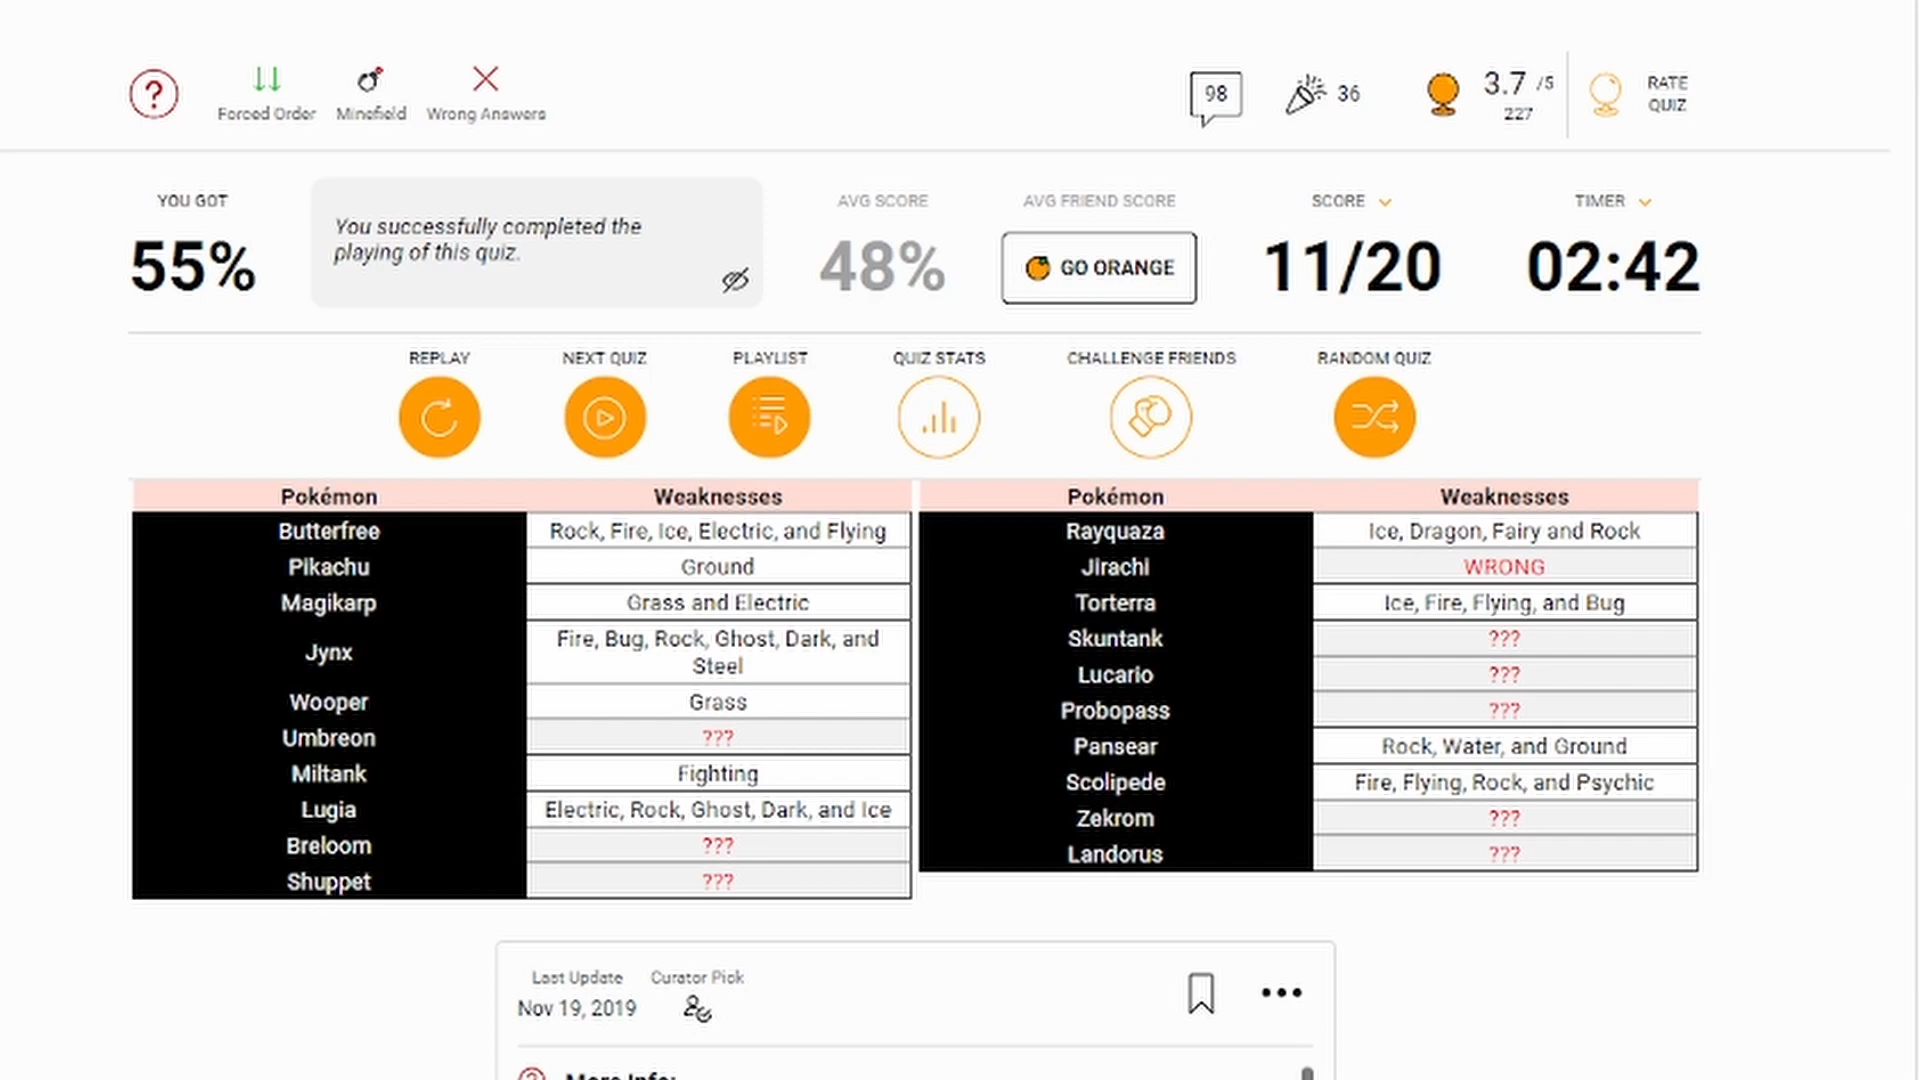 ?
Forced Order
Minefield
Wrong Answers
98
36
3.7 /5
227
RATE
QUIZ
YOU GOT
55%
You successfully completed the
playing of this quiz.
AVG SCORE
48%
AVG FRIEND SCORE
GO ORANGE
SCORE
11/20
TIMER
02:42
REPLAY
NEXT QUIZ
PLAYLIST
QUIZ STATS
CHALLENGE FRIENDS
RANDOM QUIZ
Pokémon Weaknesses
Butterfree Rock, Fire, Ice, Electric, and Flying
Pikachu Ground
Magikarp Grass and Electric
Jynx Fire, Bug, Rock, Ghost, Dark, and
Steel
Wooper Grass
Umbreon ???
Miltank Fighting
Lugia Electric, Rock, Ghost, Dark, and Ice
Breloom ???
Shuppet ???
Pokémon Weaknesses
Rayquaza Ice, Dragon, Fairy and Rock
Jirachi WRONG
Torterra Ice, Fire, Flying, and Bug
Skuntank ???
Lucario ???
Probopass ???
Pansear Rock, Water, and Ground
Scolipede Fire, Flying, Rock, and Psychic
Zekrom ???
Landorus ???
Last Update
Nov 19, 2019
Curator Pick
More Info: